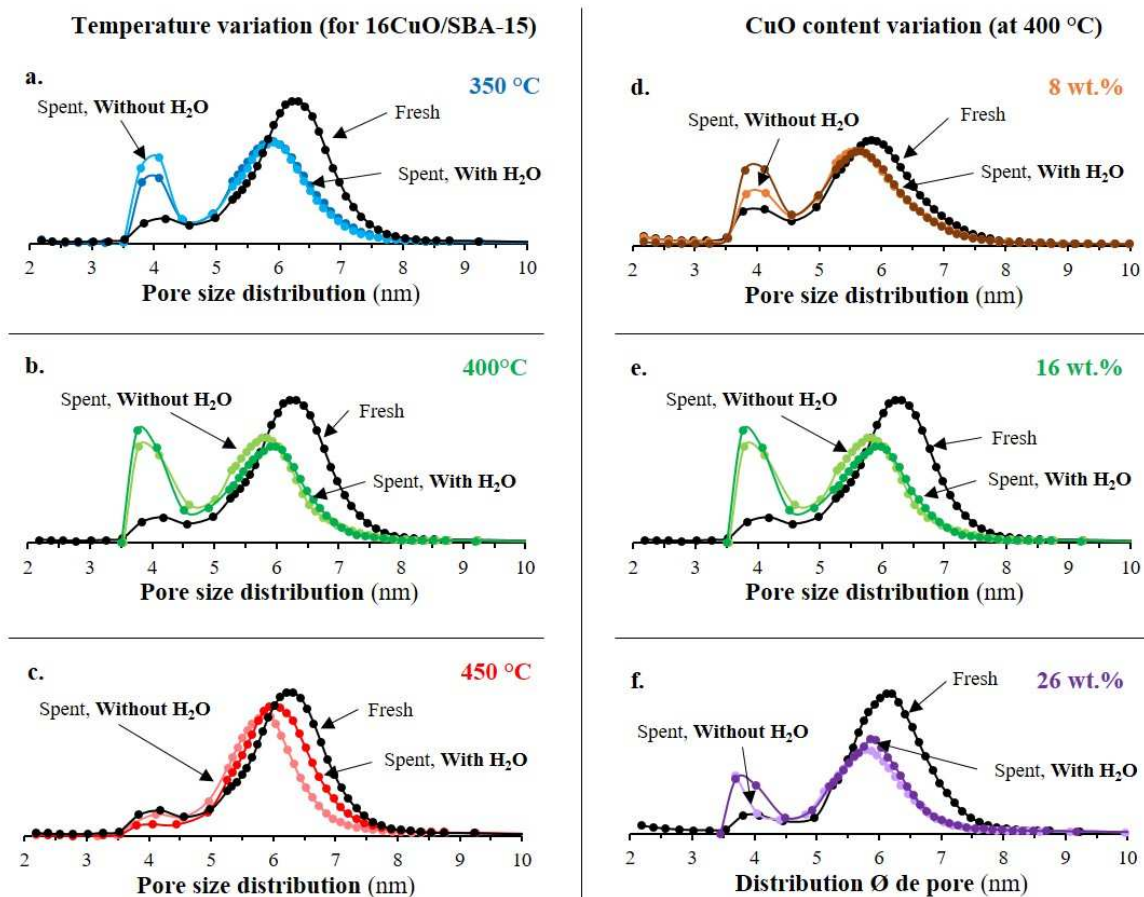 Temperature variation (for 16CuO/SBA-15)
a.
350 °C
Spent, Without H₂O
Fresh
Spent, With H₂O
2 3 4 5 6 7 8 9 10
Pore size distribution (nm)
b.
400°C
Spent, Without H₂O
Fresh
Spent, With H₂O
2 3 4 5 6 7 8 9 10
Pore size distribution (nm)
c.
450 °C
Spent, Without H₂O
Fresh
Spent, With H₂O
2 3 4 5 6 7 8 9 10
Pore size distribution (nm)
CuO content variation (at 400 °C)
d.
8 wt.%
Spent, Without H₂O
Fresh
Spent, With H₂O
2 3 4 5 6 7 8 9 10
Pore size distribution (nm)
e.
16 wt.%
Spent, Without H₂O
Fresh
Spent, With H₂O
2 3 4 5 6 7 8 9 10
Pore size distribution (nm)
f.
26 wt.%
Fresh
Spent, Without H₂O
Spent, With H₂O
2 3 4 5 6 7 8 9 10
Distribution Ø de pore (nm)